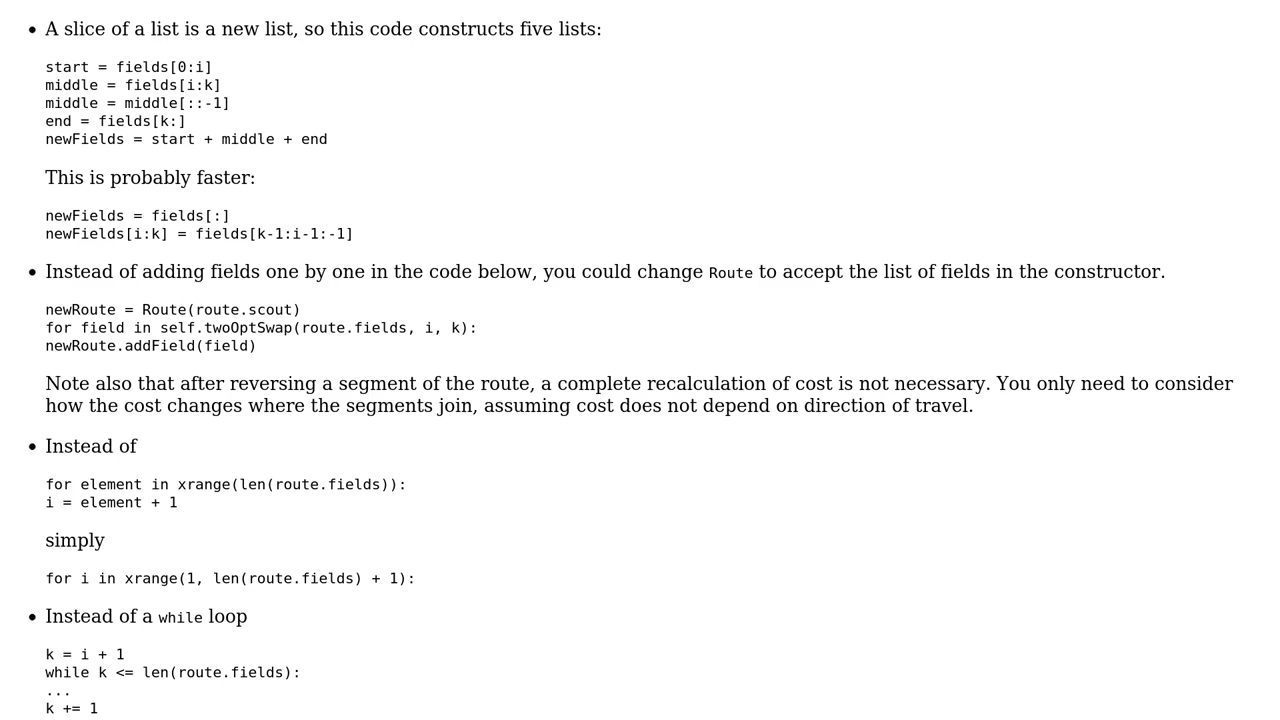 • A slice of a list is a new list, so this code constructs five lists:
start = fields[0:i]
middle = fields[i:k]
middle = middle[::-1]
end = fields[k:]
newFields = start + middle + end
This is probably faster:
newFields = fields[:]
newFields[i:k] = fields[k-1:i-1:-1]
• Instead of adding fields one by one in the code below, you could change Route to accept the list of fields in the constructor.
newRoute = Route(route.scout)
for field in self.twoOptSwap(route.fields, i, k):
newRoute.addField(field)
Note also that after reversing a segment of the route, a complete recalculation of cost is not necessary. You only need to consider
how the cost changes where the segments join, assuming cost does not depend on direction of travel.
• Instead of
for element in xrange(len(route.fields)):
i = element + 1
simply
for i in xrange(1, len(route.fields) + 1):
• Instead of a while loop
k = i + 1
while k <= len(route.fields):
...
k += 1